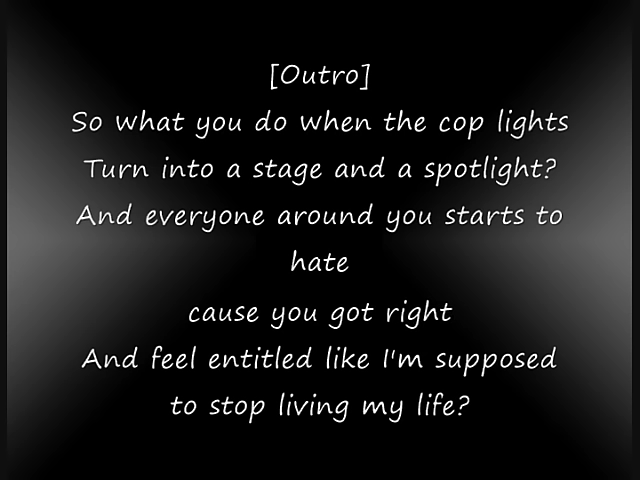 [Outro]
So what you do when the cop lights
Turn into a stage and a spotlight?
And everyone around you starts to
hate
cause you got right
And feel entitled like I'm supposed
to stop living my life?